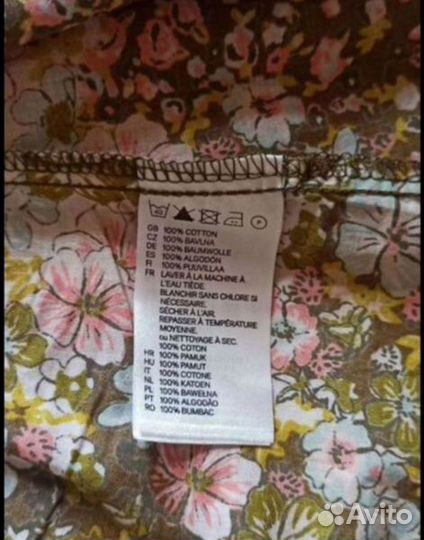 GB 100% COTTON
CZ 100% BAVLNA
DE 100% BAUMWOLLE
ES 100% ALGODÓN
FI 100% PUUVILLAA
FR LAVER À LA MACHINE À
L'EAU TIÈDE.
BLANCHIR SANS CHLORE SI
NÉCESSAIRE.
SÉCHER À L'AIR.
REPASSER À TEMPÉRATURE
MOYENNE.
ou NETTOYAGE À SEC.
100% COTON
HR 100% PAMUK
HU 100% PAMUT
IT 100% COTONE
NL 100% KATOEN
PL 100% BAWEŁNA
PT 100% ALGODÃO
RO 100% BUMBAC
Avito